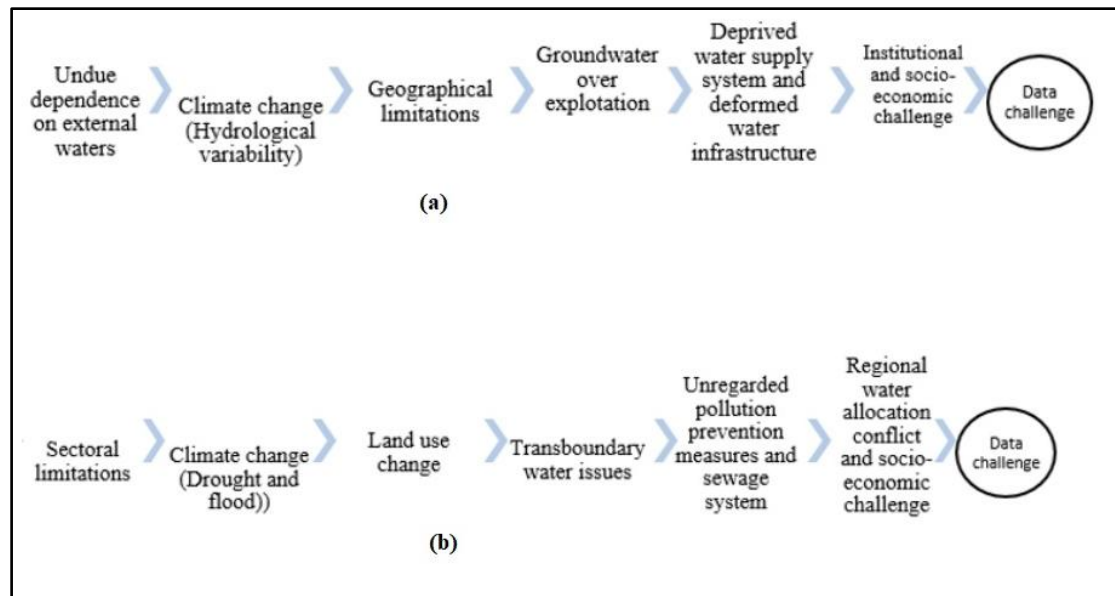 Undue
dependence
on external
waters
Climate change
(Hydrological
variability)
Geographical
limitations
Groundwater
over
explotation
Deprived
water supply
system and
deformed
water
infrastructure
Institutional
and socio-
economic
challenge
Data
challenge
(a)
Sectoral
limitations
Climate change
(Drought and
flood))
Land use
change
Transboundary
water issues
Unregarded
pollution
prevention
measures and
sewage
system
Regional
water
allocation
conflict
and socio-
economic
challenge
Data
challenge
(b)